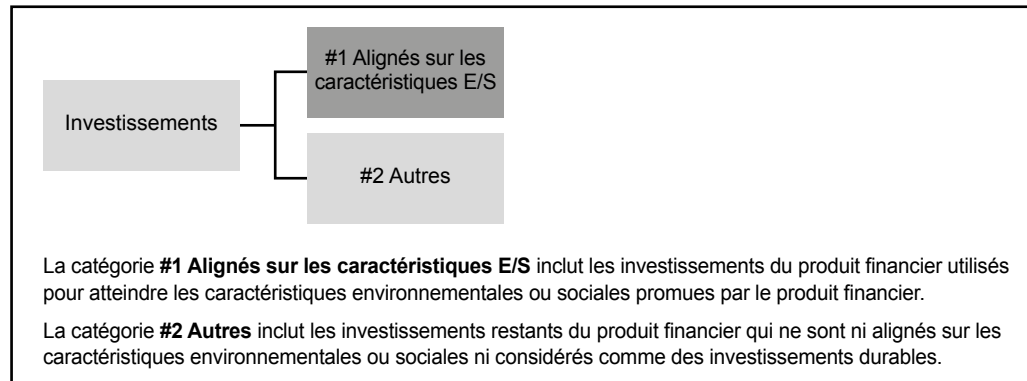 #1 Alignés sur les
caractéristiques E/S
Investissements
#2 Autres
La catégorie #1 Alignés sur les caractéristiques E/S inclut les investissements du produit financier utilisés
pour atteindre les caractéristiques environnementales ou sociales promues par le produit financier.
La catégorie #2 Autres inclut les investissements restants du produit financier qui ne sont ni alignés sur les
caractéristiques environnementales ou sociales ni considérés comme des investissements durables.